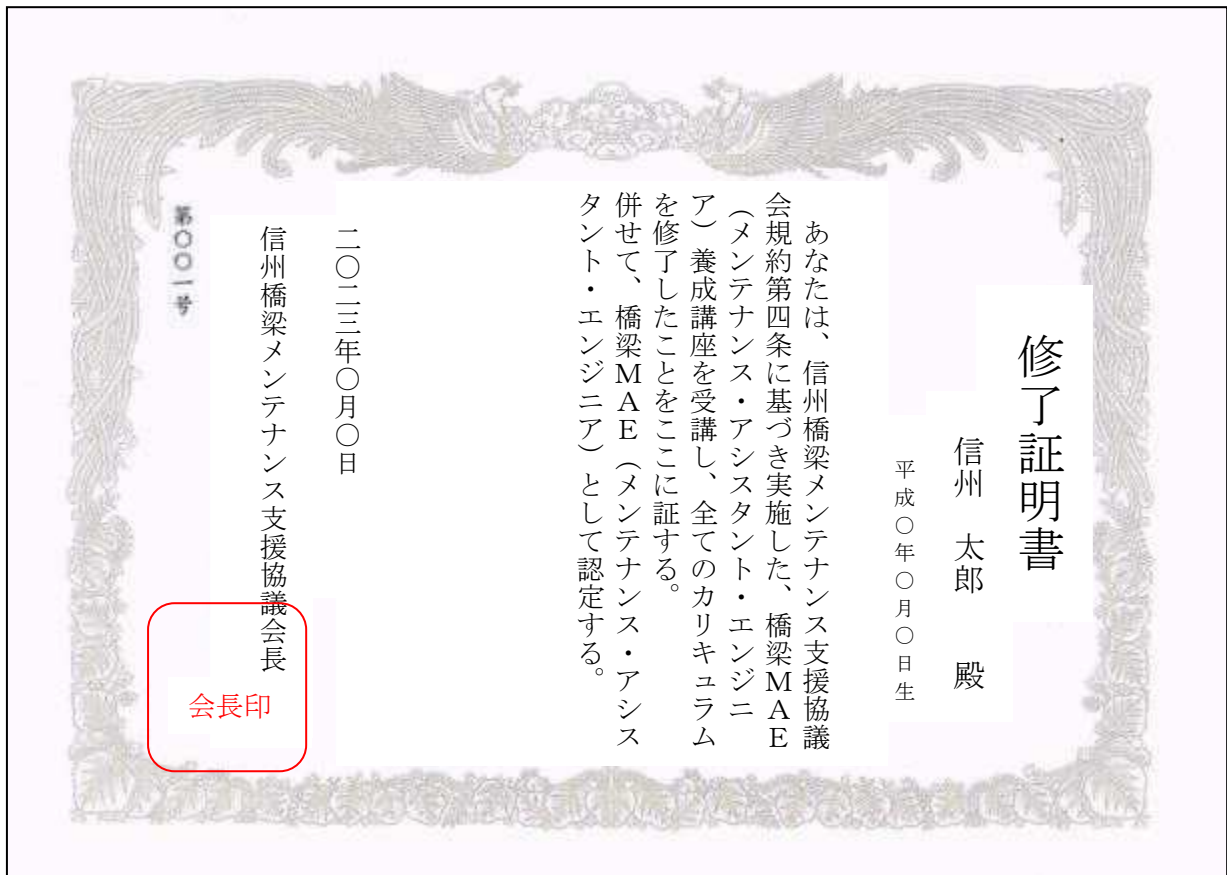 修了証明書
信州　太郎　殿
平成〇年〇月〇日生
あなたは、信州橋梁メンテナンス支援協議
会規約第四条に基づき実施した、橋梁ＭＡＥ
（メンテナンス・アシスタント・エンジニ
ア）養成講座を受講し、全てのカリキュラム
を修了したことをここに証する。
併せて、橋梁ＭＡＥ（メンテナンス・アシス
タント・エンジニア）として認定する。
二〇二三年〇月〇日
信州橋梁メンテナンス支援協議会長
会長印
第〇〇一号